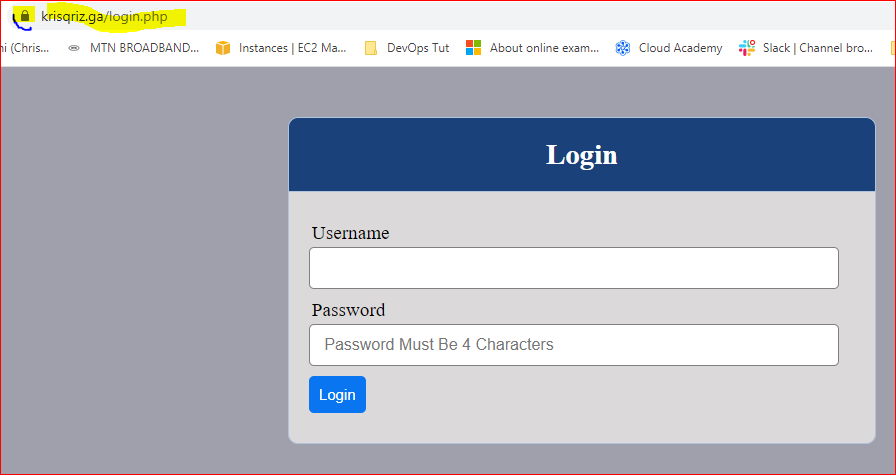 krisqriz.ga/login.php
ni (Chris... MTN BROADBAND... Instances | EC2 Ma... DevOps Tut About online exam... Cloud Academy Slack | Channel bro...
Login
Username
Password
Password Must Be 4 Characters
Login